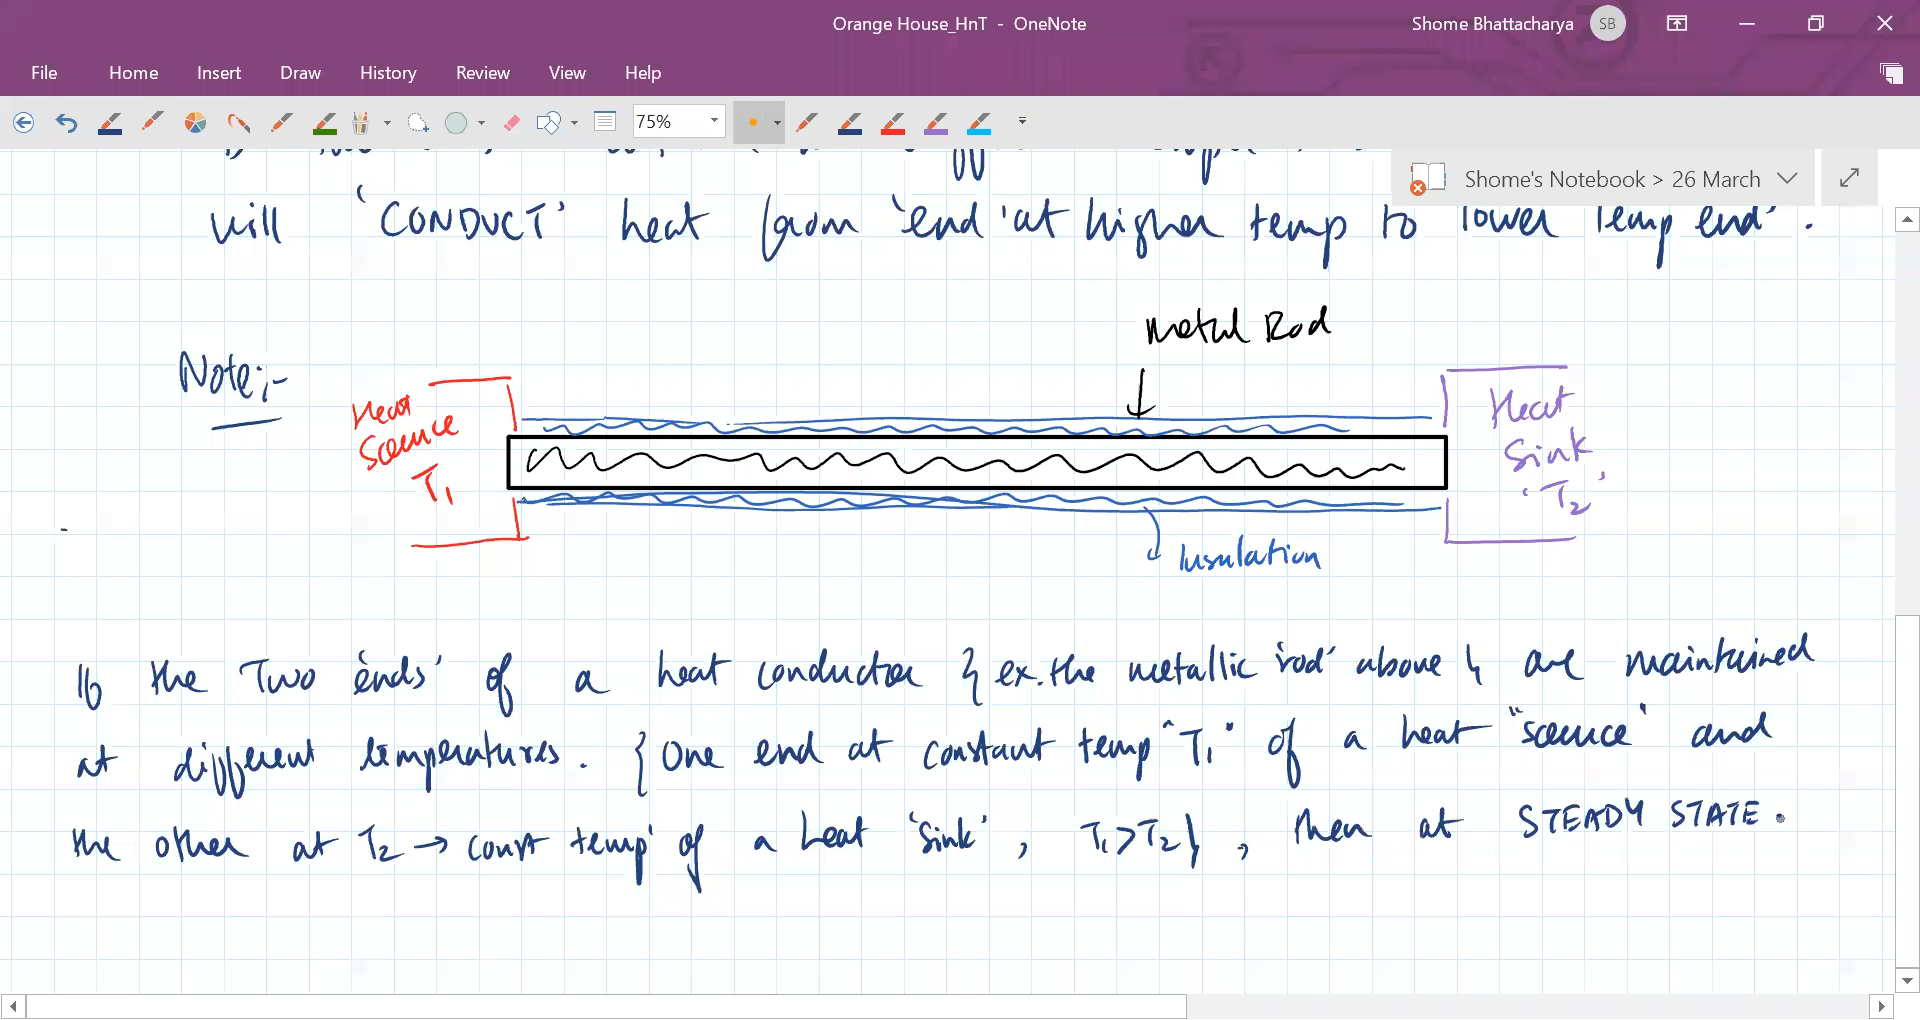 Orange House_HnT - OneNote
Shome Bhattacharya SB
File Home Insert Draw History Review View Help
75%
Shome's Notebook > 26 March
will 'CONDUCT' heat from 'end' at higher temp to lower Temp end'.
Metal Rod
Note:-
Heat
Source
T1
Heat
Sink
'T2'
Insulation
If the Two 'ends' of a heat conductor { ex. the metallic 'rod' above } are maintained
at different temperatures. { One end at constant temp "T1" of a heat "source" and
the other at T2 → const temp' of a heat 'sink', T1>T2 } , then at STEADY STATE.